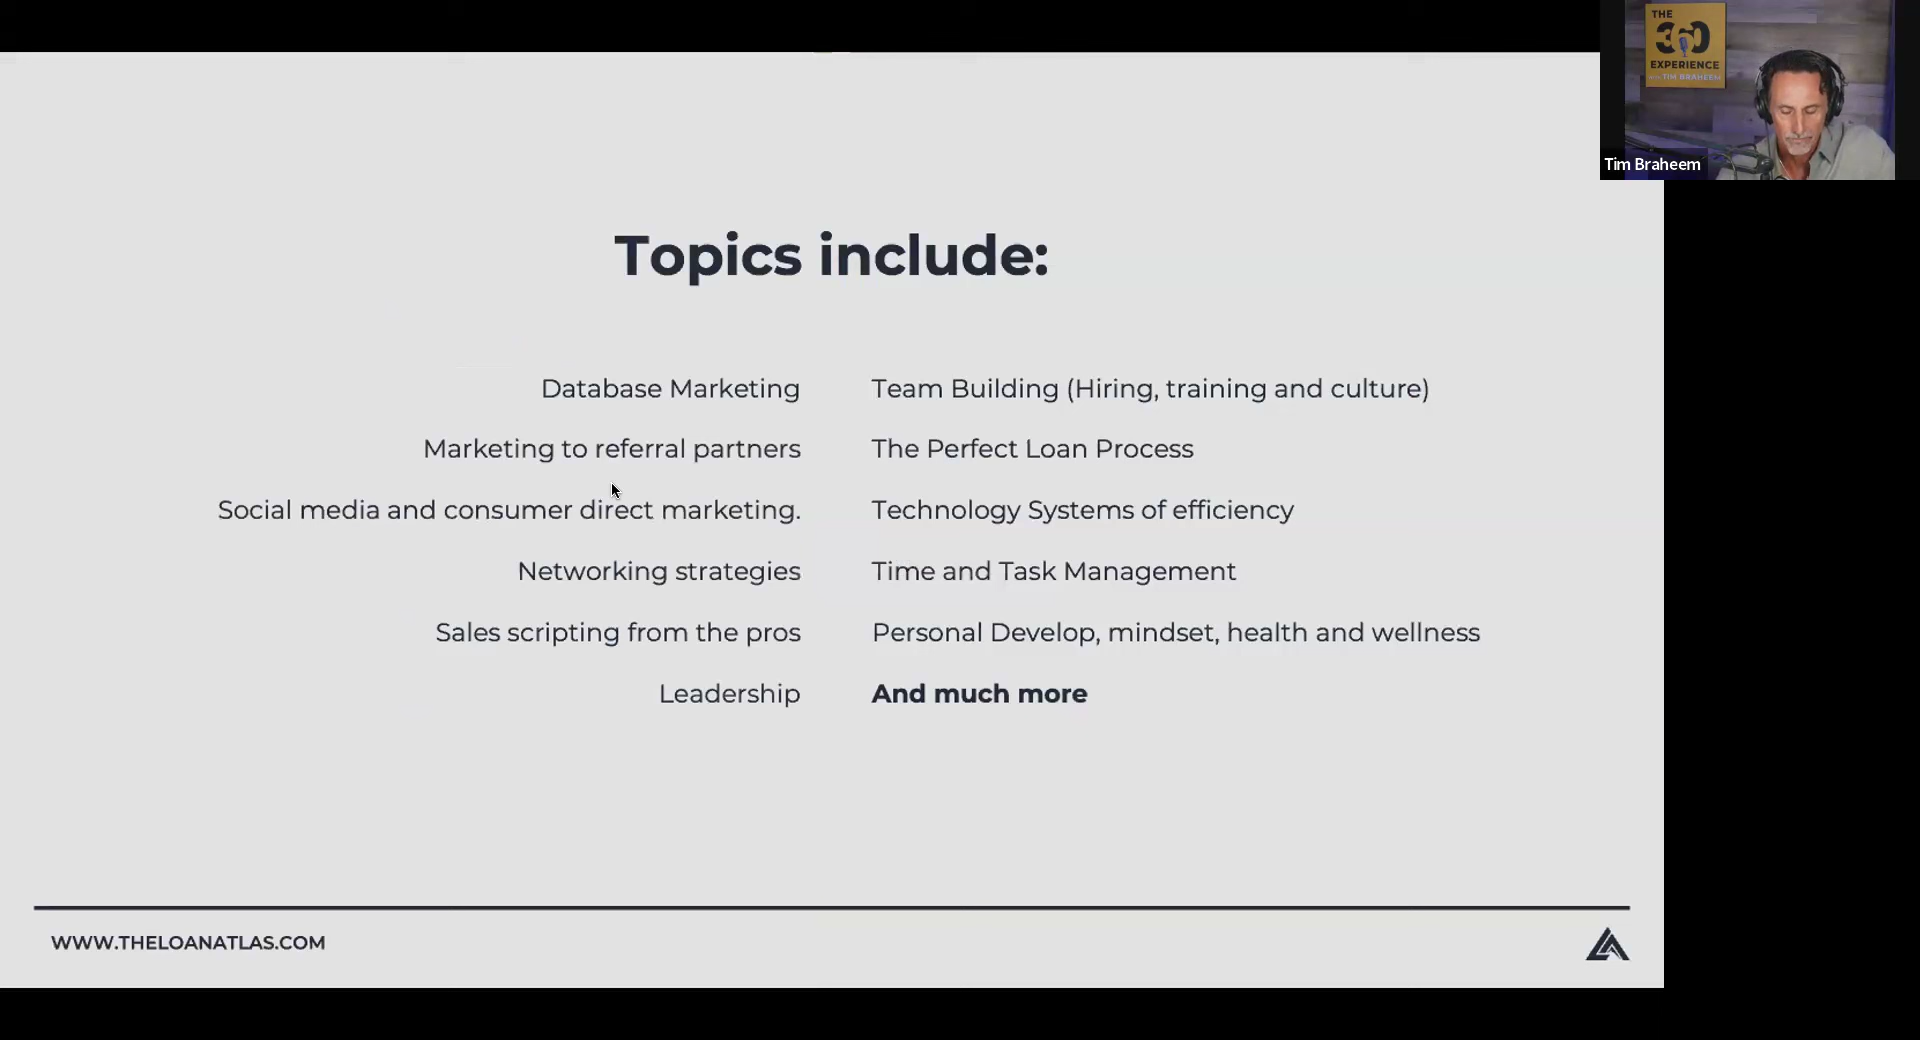 THE
360
EXPERIENCE
WITH TIM BRAHEEM
Tim Braheem
Topics include:
Database Marketing
Marketing to referral partners
Social media and consumer direct marketing.
Networking strategies
Sales scripting from the pros
Leadership
Team Building (Hiring, training and culture)
The Perfect Loan Process
Technology Systems of efficiency
Time and Task Management
Personal Develop, mindset, health and wellness
And much more
WWW.THELOANATLAS.COM